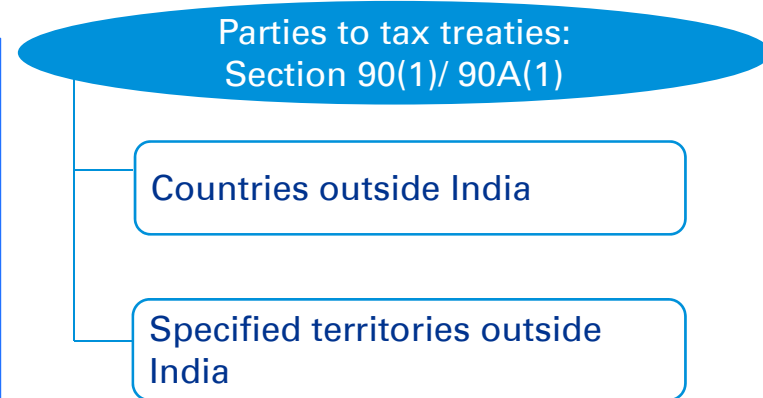 Parties to tax treaties:
Section 90(1)/ 90A(1)
Countries outside India
Specified territories outside
India